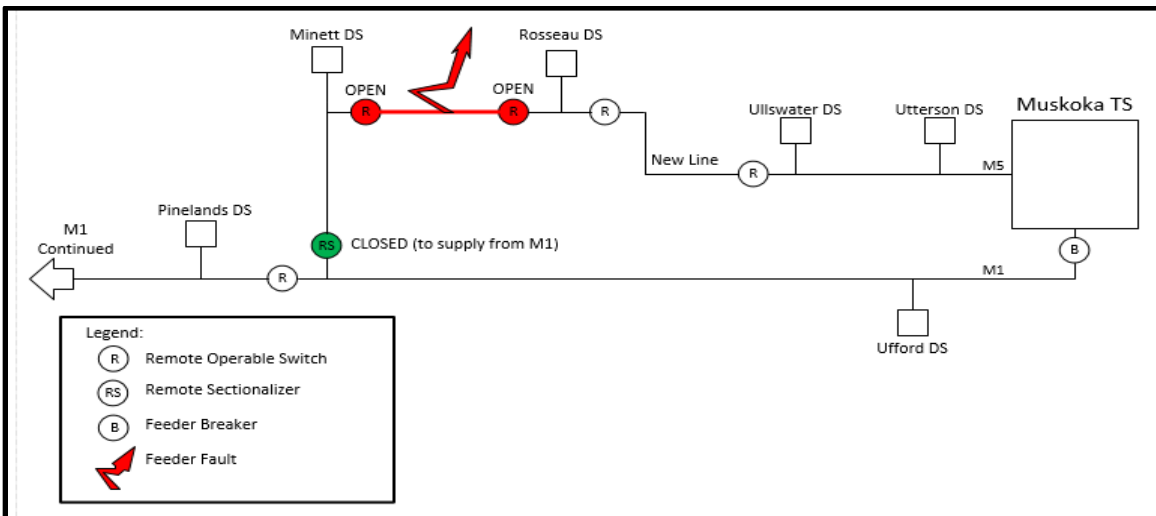 Minett DS
Rosseau DS
OPEN
OPEN
R
R
R
Ullswater DS
Utterson DS
Muskoka TS
New Line
R
M5
Pinelands DS
M1
Continued
RS
CLOSED (to supply from M1)
B
R
M1
Ufford DS
Legend:
R Remote Operable Switch
RS Remote Sectionalizer
B Feeder Breaker
Feeder Fault